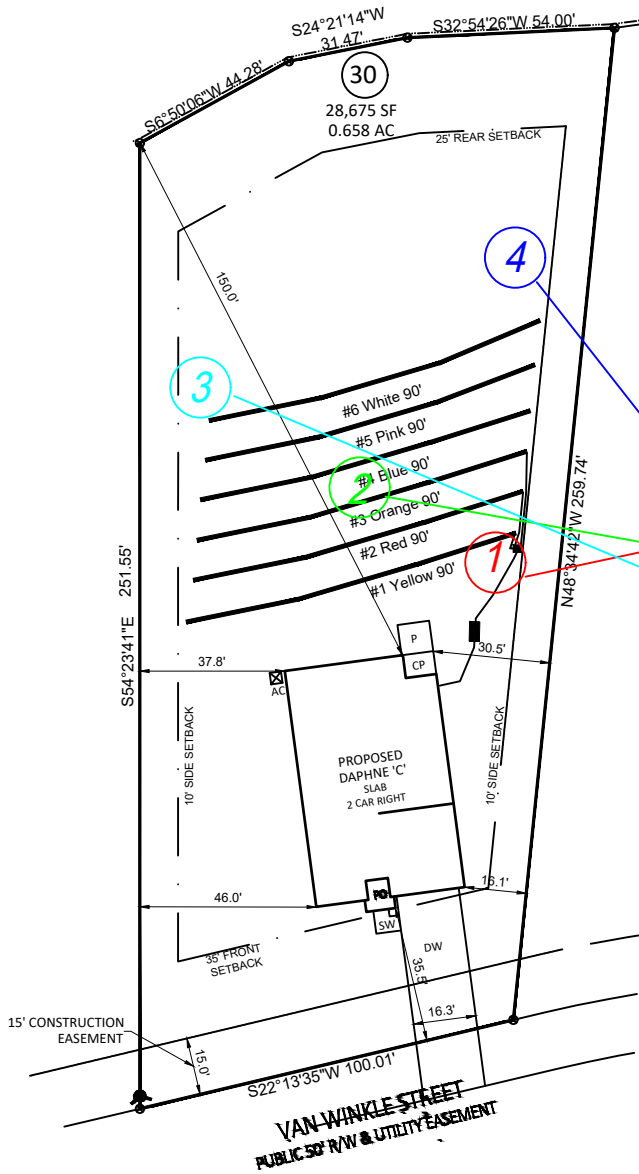 S24°21'14"W
31.47'
S32°54'26"W 54.00'
S6°50'06"W 44.28'
30
28,675 SF
0.658 AC
25' REAR SETBACK
4
150.0'
3
#6 White 90'
#5 Pink 90'
#4 Blue 90'
2
#3 Orange 90'
#2 Red 90'
1
#1 Yellow 90'
N48°34'42"W 259.74'
S54°23'41"E 251.55'
P
CP
30.5'
37.8'
AC
10' SIDE SETBACK
10' SIDE SETBACK
PROPOSED
DAPHNE 'C'
SLAB
2 CAR RIGHT
46.0'
16.1'
SW
DW
35' FRONT
SETBACK
35.5'
16.3'
15' CONSTRUCTION
EASEMENT
15.0'
S22°13'35"W 100.01'
VAN WINKLE STREET
PUBLIC 50' R/W & UTILITY EASEMENT